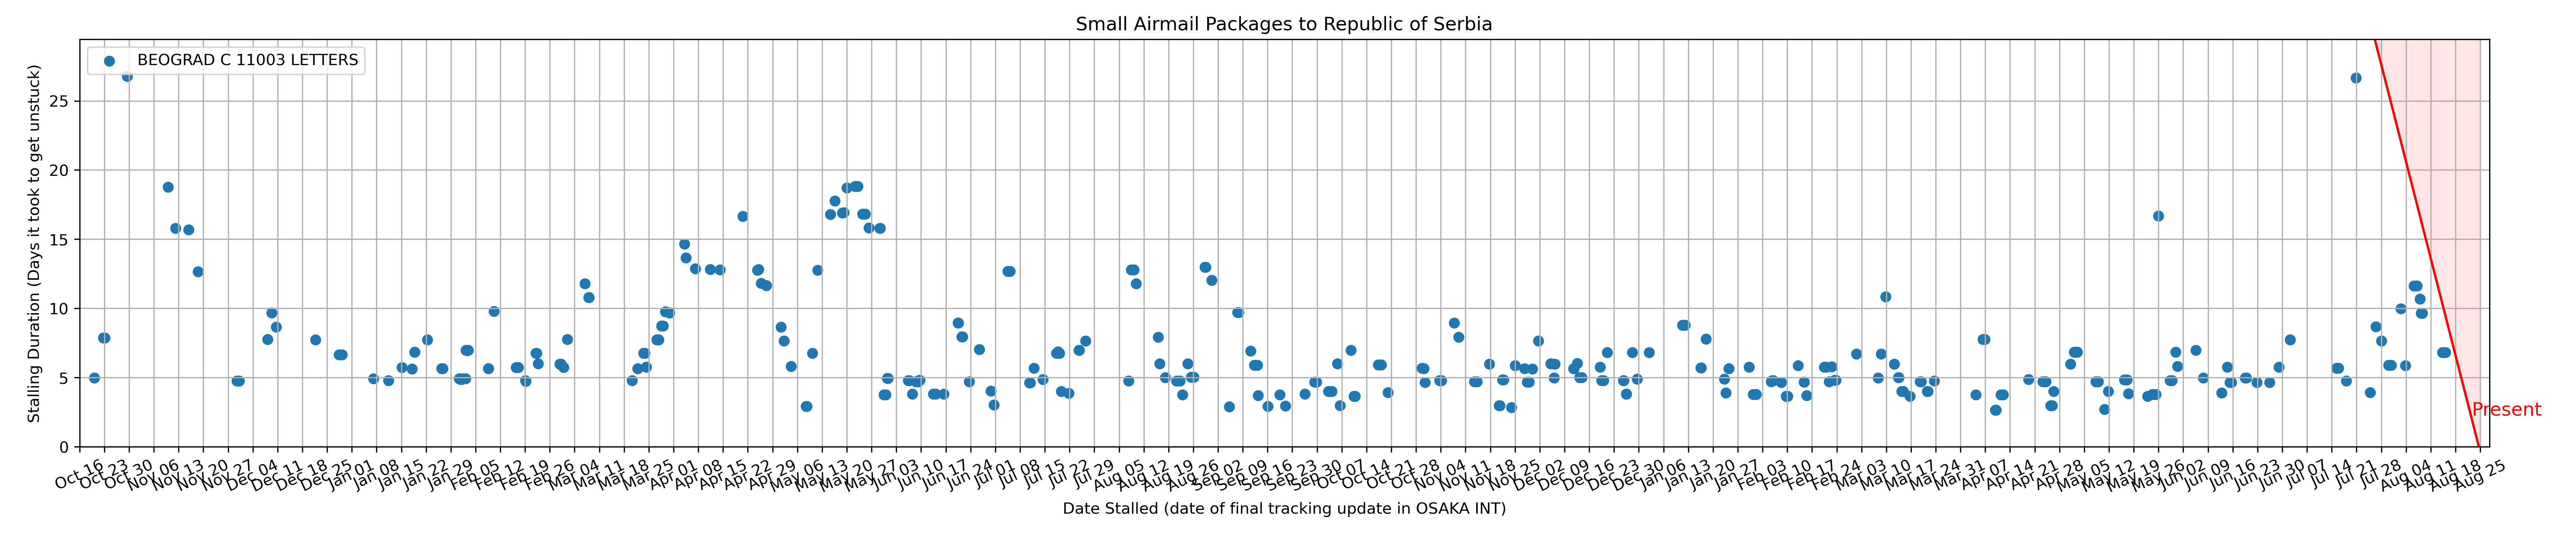 Small Airmail Packages to Republic of Serbia
BEOGRAD C 11003 LETTERS
Stalling Duration (Days it took to get unstuck)
25
20
15
10
5
0
Present
Oct 16
Oct 23
Oct 30
Nov 06
Nov 13
Nov 20
Nov 27
Dec 04
Dec 11
Dec 18
Dec 25
Jan 01
Jan 08
Jan 15
Jan 22
Jan 29
Feb 05
Feb 12
Feb 19
Feb 26
Mar 04
Mar 11
Mar 18
Mar 25
Apr 01
Apr 08
Apr 15
Apr 22
Apr 29
May 06
May 13
May 20
May 27
Jun 03
Jun 10
Jun 17
Jun 24
Jul 01
Jul 08
Jul 15
Jul 22
Jul 29
Aug 05
Aug 12
Aug 19
Aug 26
Sep 02
Sep 09
Sep 16
Sep 23
Sep 30
Oct 07
Oct 14
Oct 21
Oct 28
Nov 04
Nov 11
Nov 18
Nov 25
Dec 02
Dec 09
Dec 16
Dec 23
Dec 30
Jan 06
Jan 13
Jan 20
Jan 27
Feb 03
Feb 10
Feb 17
Feb 24
Mar 03
Mar 10
Mar 17
Mar 24
Mar 31
Apr 07
Apr 14
Apr 21
Apr 28
May 05
May 12
May 19
May 26
Jun 02
Jun 09
Jun 16
Jun 23
Jun 30
Jul 07
Jul 14
Jul 21
Jul 28
Aug 04
Aug 11
Aug 18
Aug 25
Date Stalled (date of final tracking update in OSAKA INT)